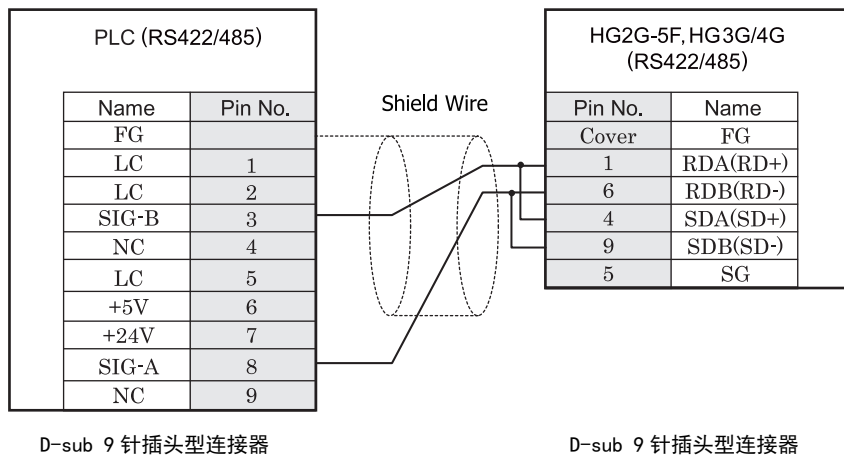 PLC (RS422/485)
Name Pin No.
FG
LC 1
LC 2
SIG-B 3
NC 4
LC 5
+5V 6
+24V 7
SIG-A 8
NC 9
D-sub 9 针插头型连接器
Shield Wire
HG2G-5F, HG3G/4G
(RS422/485)
Pin No. Name
Cover FG
1 RDA(RD+)
6 RDB(RD-)
4 SDA(SD+)
9 SDB(SD-)
5 SG
D-sub 9 针插头型连接器